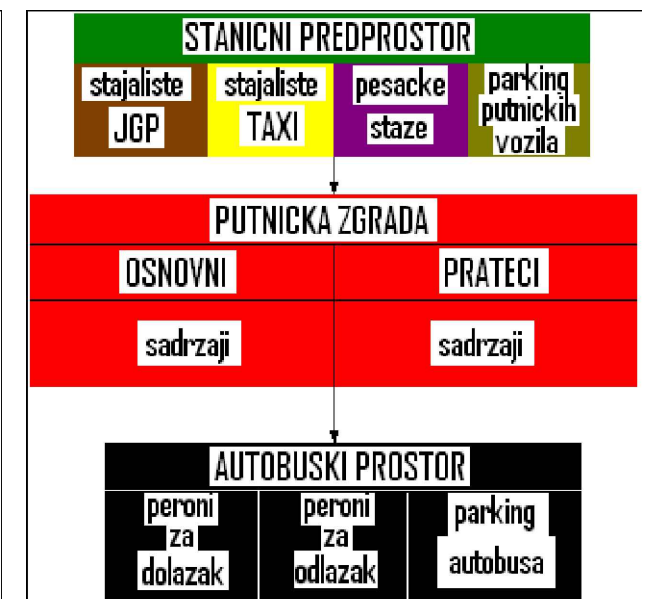 STANICNI PREDPROSTOR
stajaliste
JGP
stajaliste
TAXI
pesacke
staze
parking
putnickih
vozila
PUTNICKA ZGRADA
OSNOVNI
PRATECI
sadrzaji
sadrzaji
AUTOBUSKI PROSTOR
peroni
za
dolazak
peroni
za
odlazak
parking
autobusa